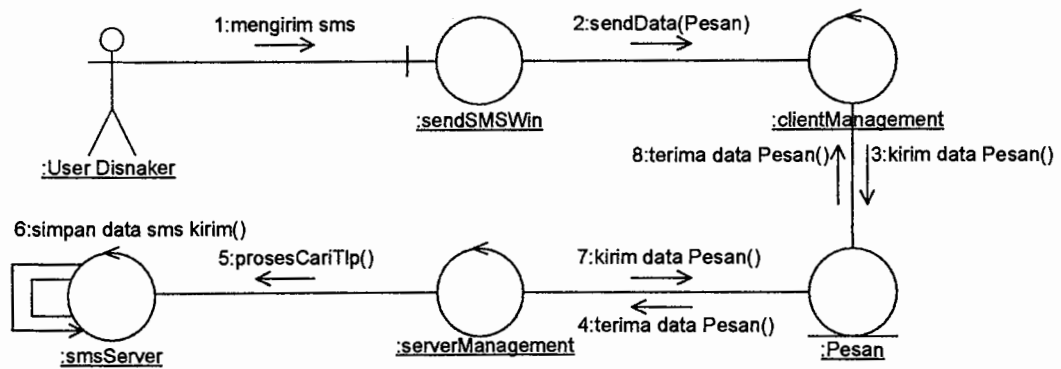 1:mengirim sms
2:sendData(Pesan)
:sendSMSWin
:clientManagement
:User Disnaker
8:terima data Pesan()
3:kirim data Pesan()
6:simpan data sms kirim()
5:prosesCariTlp()
7:kirim data Pesan()
4:terima data Pesan()
:smsServer
:serverManagement
:Pesan